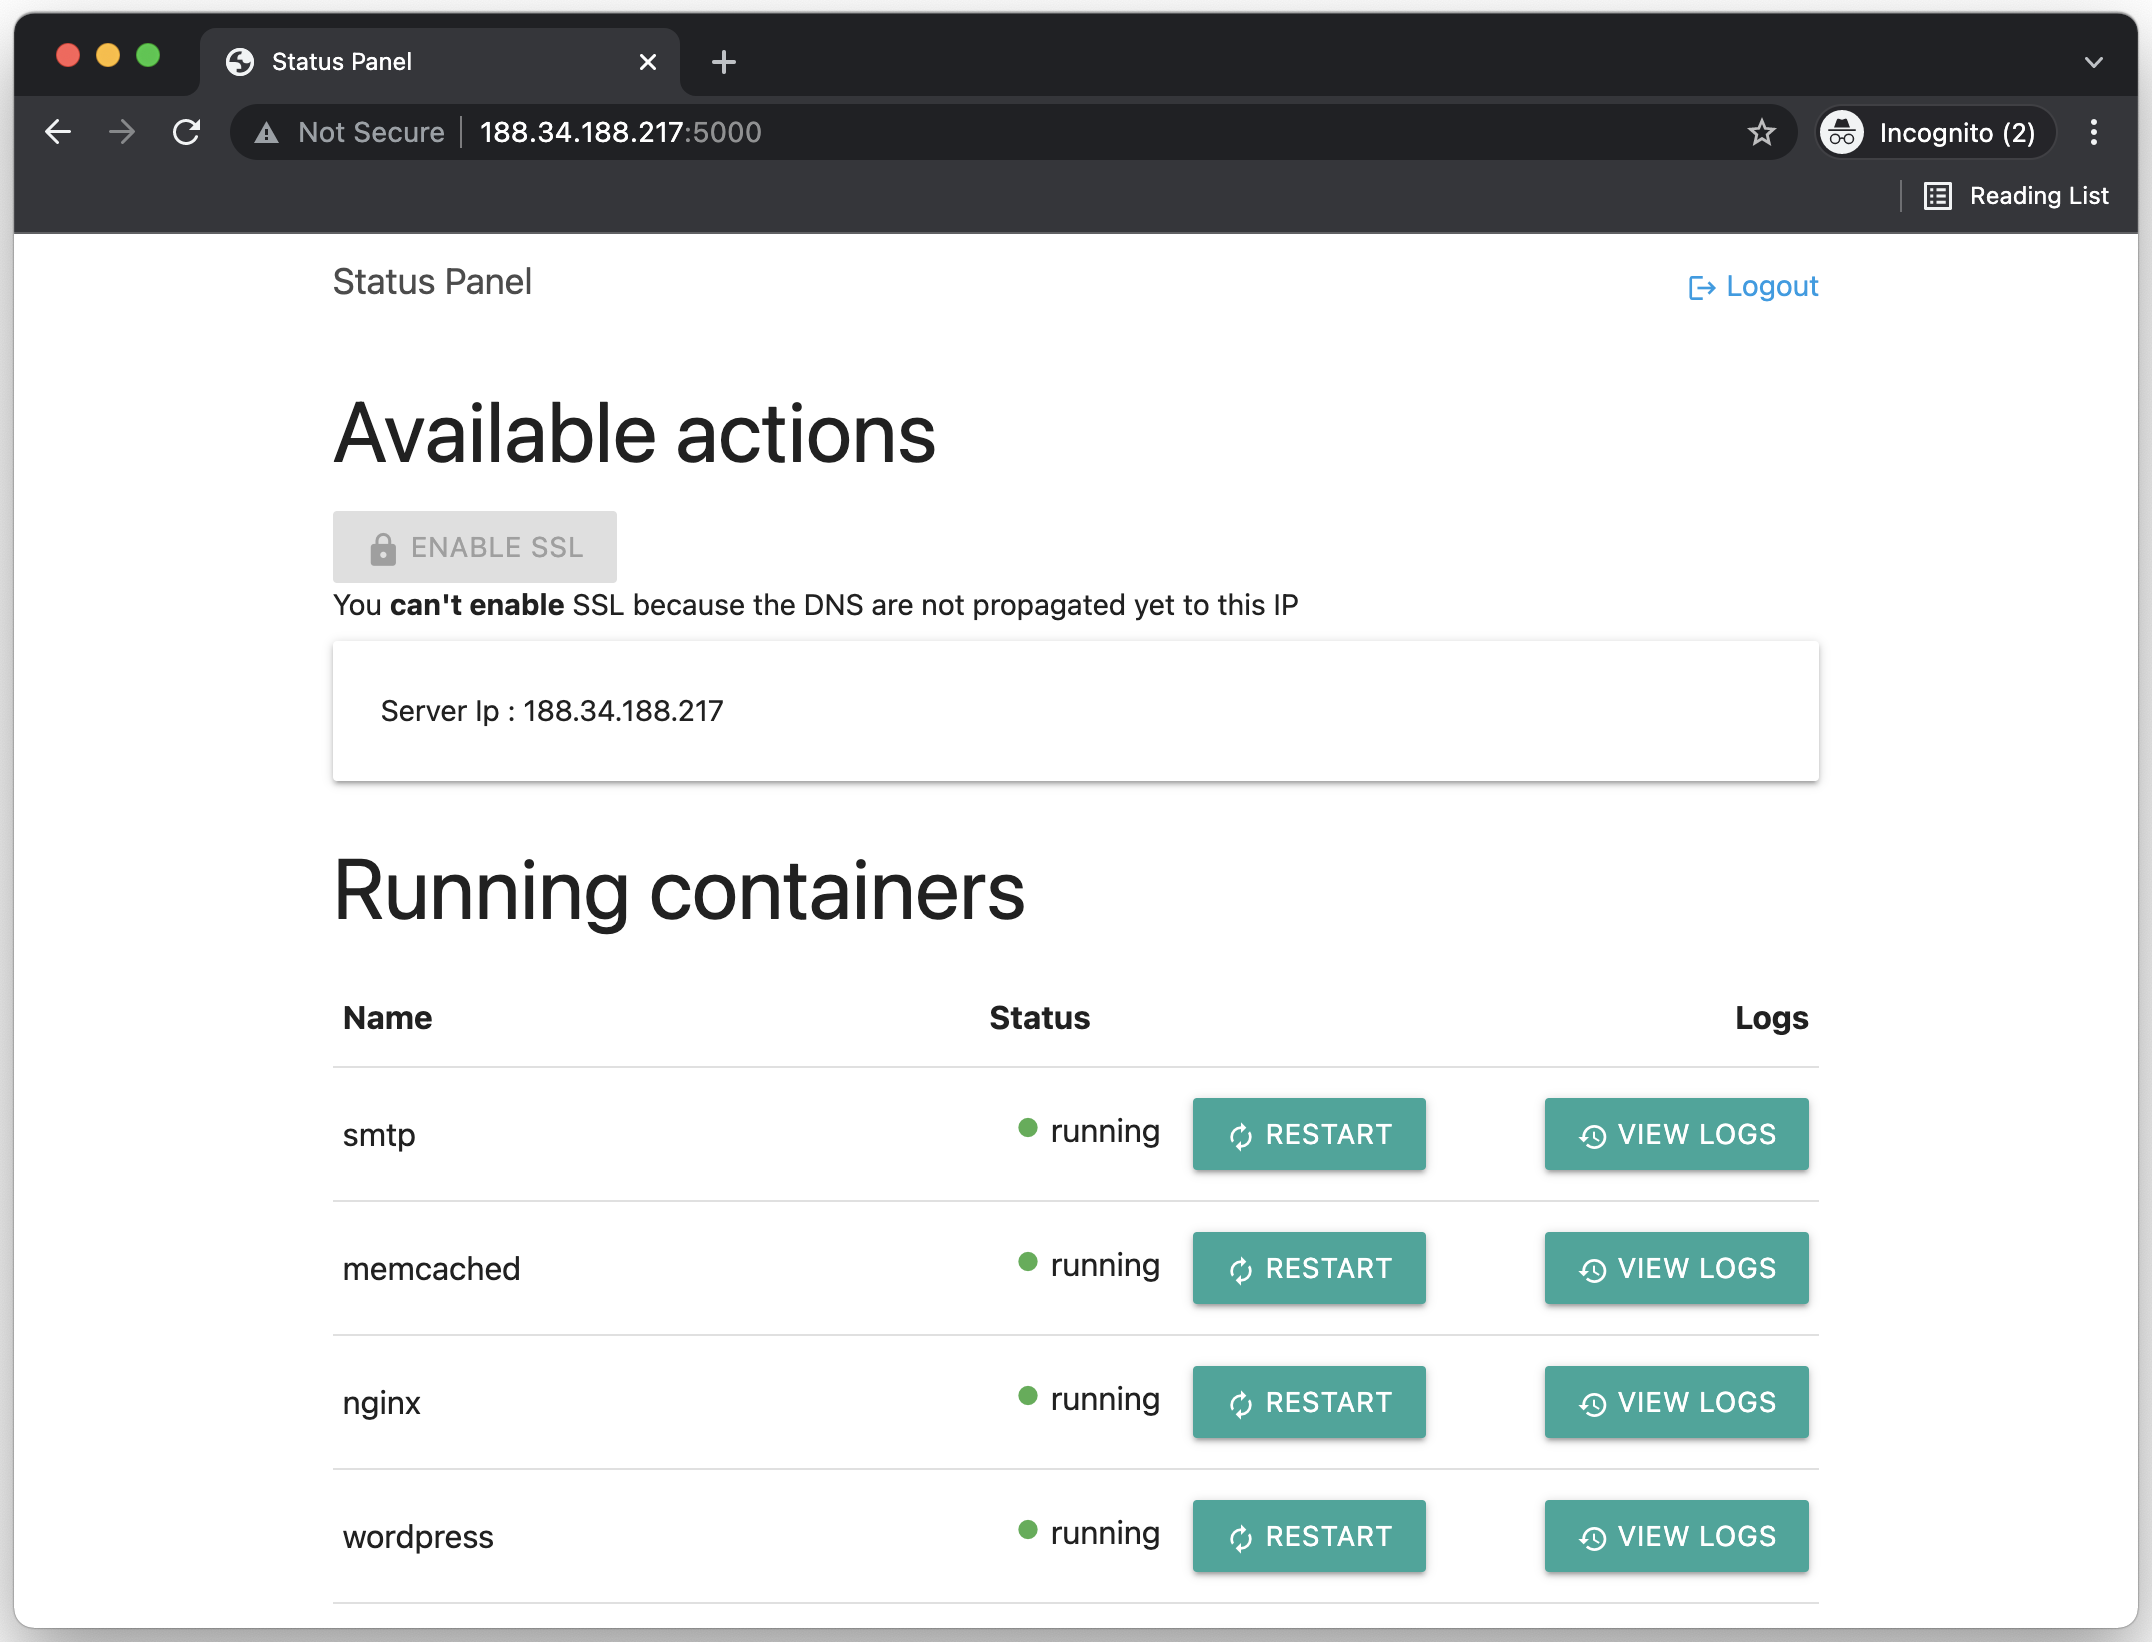 Status Panel
Not Secure 188.34.188.217:5000
Incognito (2)
Reading List
Status Panel
Logout
Available actions
ENABLE SSL
You can't enable SSL because the DNS are not propagated yet to this IP
Server Ip : 188.34.188.217
Running containers
Name Status Logs
smtp running RESTART VIEW LOGS
memcached running RESTART VIEW LOGS
nginx running RESTART VIEW LOGS
wordpress running RESTART VIEW LOGS